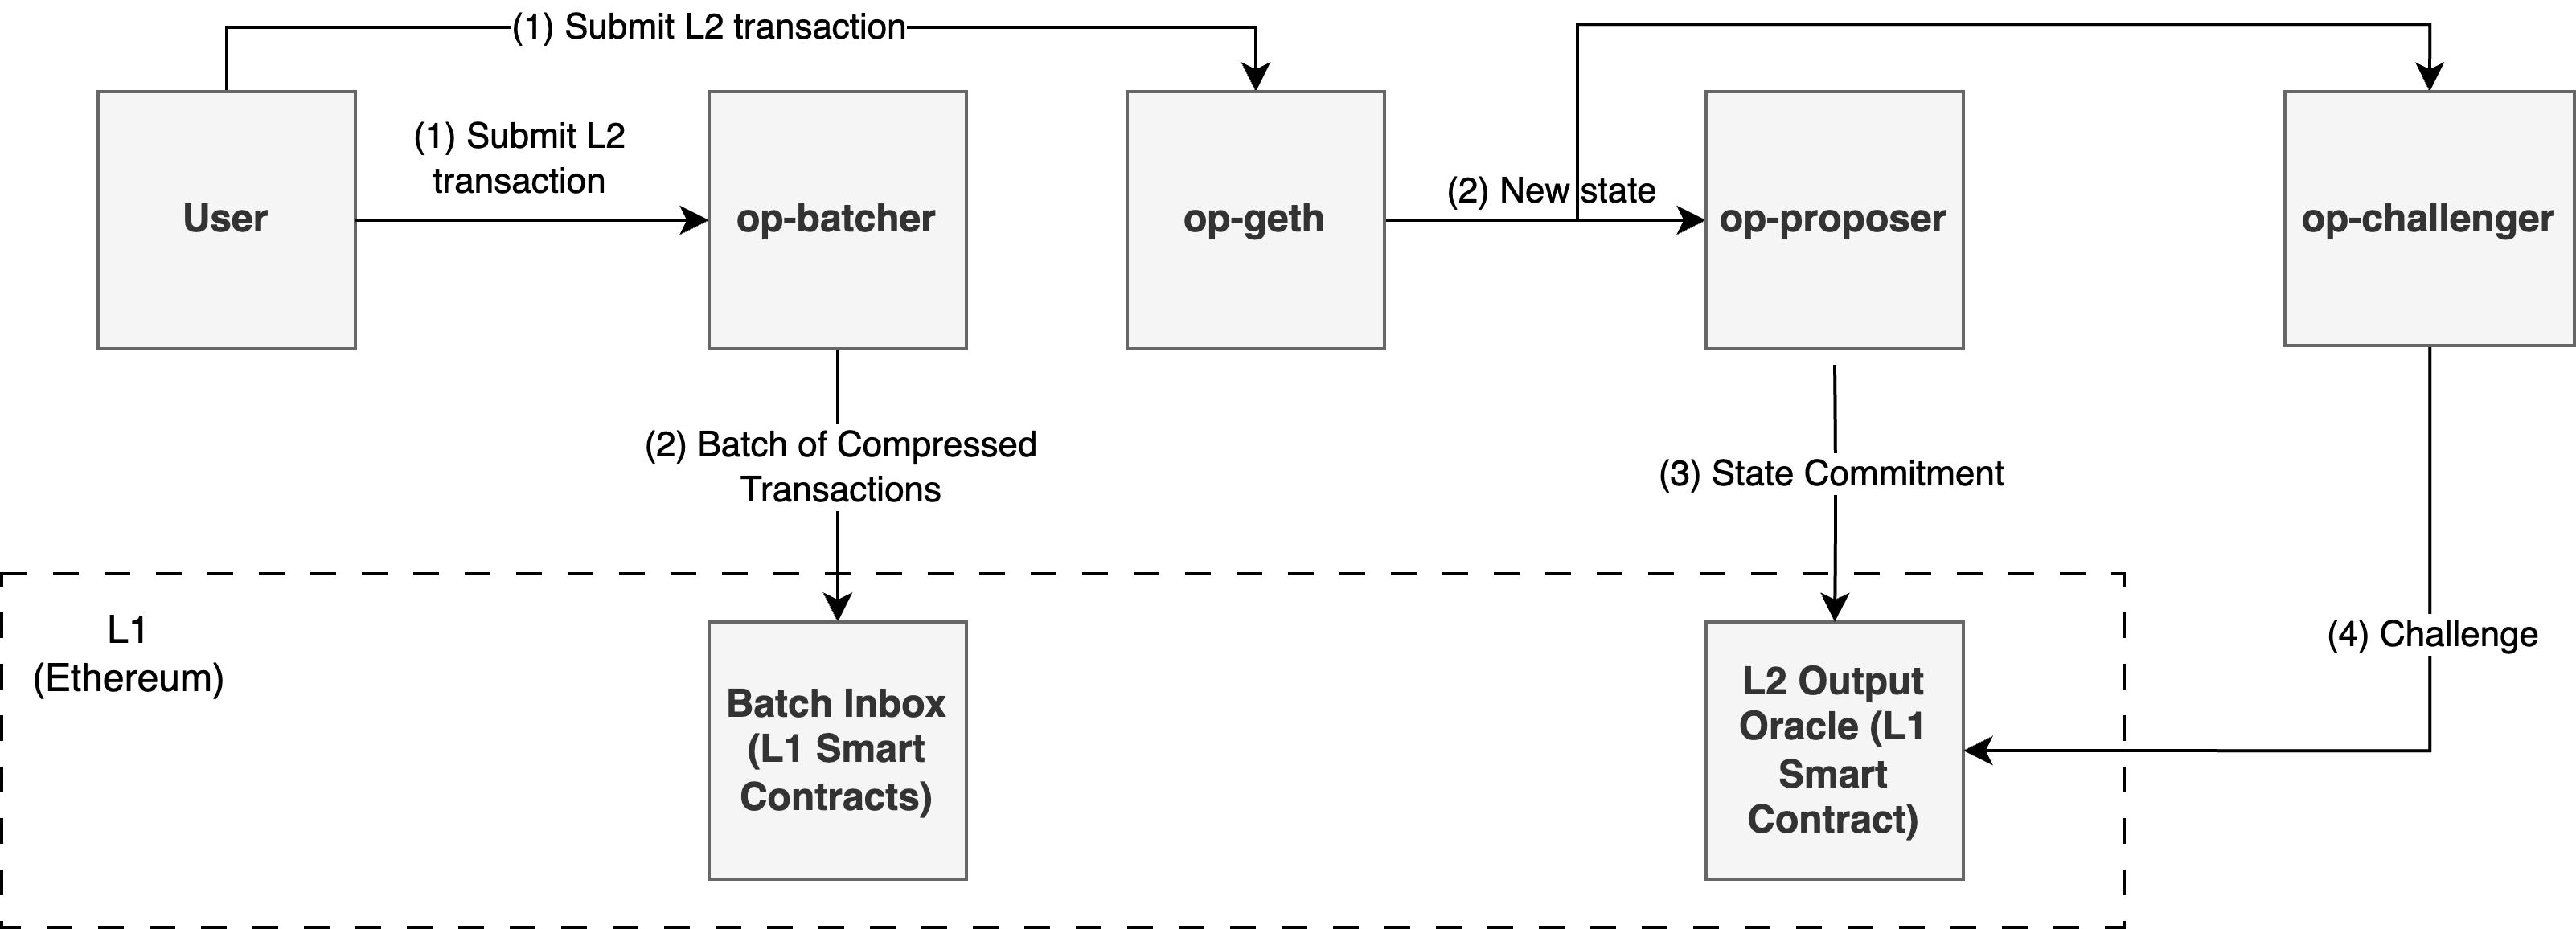 (1) Submit L2 transaction
(1) Submit L2
transaction
User
op-batcher
op-geth
(2) New state
op-proposer
op-challenger
(2) Batch of Compressed
Transactions
(3) State Commitment
(4) Challenge
L1
(Ethereum)
Batch Inbox
(L1 Smart
Contracts)
L2 Output
Oracle (L1
Smart
Contract)